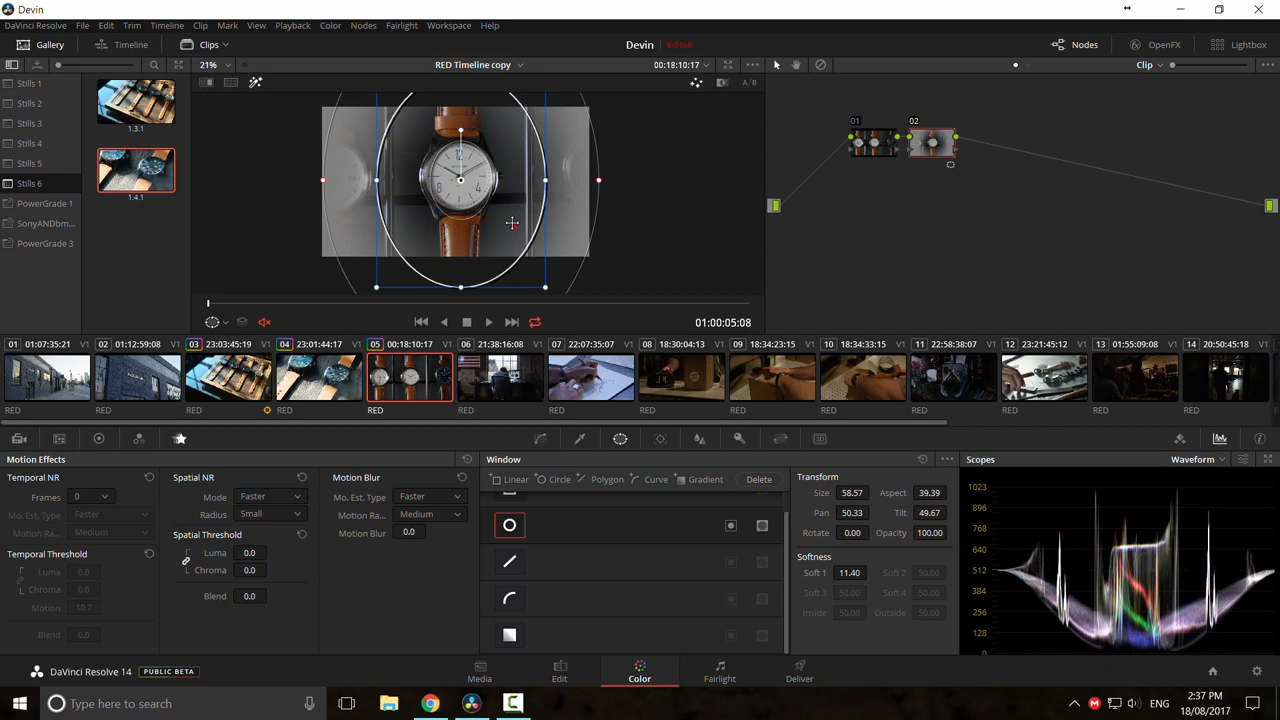 Devin
DaVinci Resolve File Edit Trim Timeline Clip Mark View Playback Color Nodes Fairlight Workspace Help
Gallery Timeline Clips Devin Edited Nodes OpenFX Lightbox
21% RED Timeline copy 00:18:10:17 Clip
Stills 1
Stills 2
Stills 3
Stills 4
Stills 5
Stills 6
PowerGrade 1
SonyANDbm...
PowerGrade 3
1.3.1
1.4.1
A/B
01 02
01:00:05:08
01 01:07:35:21 V1 02 01:12:59:08 V1 03 23:03:45:19 V1 04 23:01:44:17 V1 05 00:18:10:17 V1 06 21:38:16:08 V1 07 22:07:35:07 V1 08 18:30:04:13 V1 09 18:34:23:15 V1 10 18:34:33:15 V1 11 22:58:38:07 V1 12 23:21:45:12 V1 13 01:55:09:08 V1 14 20:50:45:18 V1
RED RED RED RED RED RED RED RED RED RED RED RED RED RED
3D
Motion Effects
Temporal NR
Frames 0
Mo. Est. Type Faster
Motion Ra... Medium
Temporal Threshold
Luma 0.0
Chroma 0.0
Motion 10.7
Blend 0.0
Spatial NR
Mode Faster
Radius Small
Spatial Threshold
Luma 0.0
Chroma 0.0
Blend 0.0
Motion Blur
Mo. Est. Type Faster
Motion Ra... Medium
Motion Blur 0.0
Window
Linear Circle Polygon Curve Gradient Delete
Transform
Size 58.57 Aspect 39.39
Pan 50.33 Tilt 49.67
Rotate 0.00 Opacity 100.00
Softness
Soft 1 11.40 Soft 2 50.00
Soft 3 50.00 Soft 4 50.00
Inside 50.00 Outside 50.00
Scopes Waveform
1023
896
768
640
512
384
256
128
0
DaVinci Resolve 14 PUBLIC BETA
Media Edit Color Fairlight Deliver
Type here to search
ENG
2:37 PM
18/08/2017